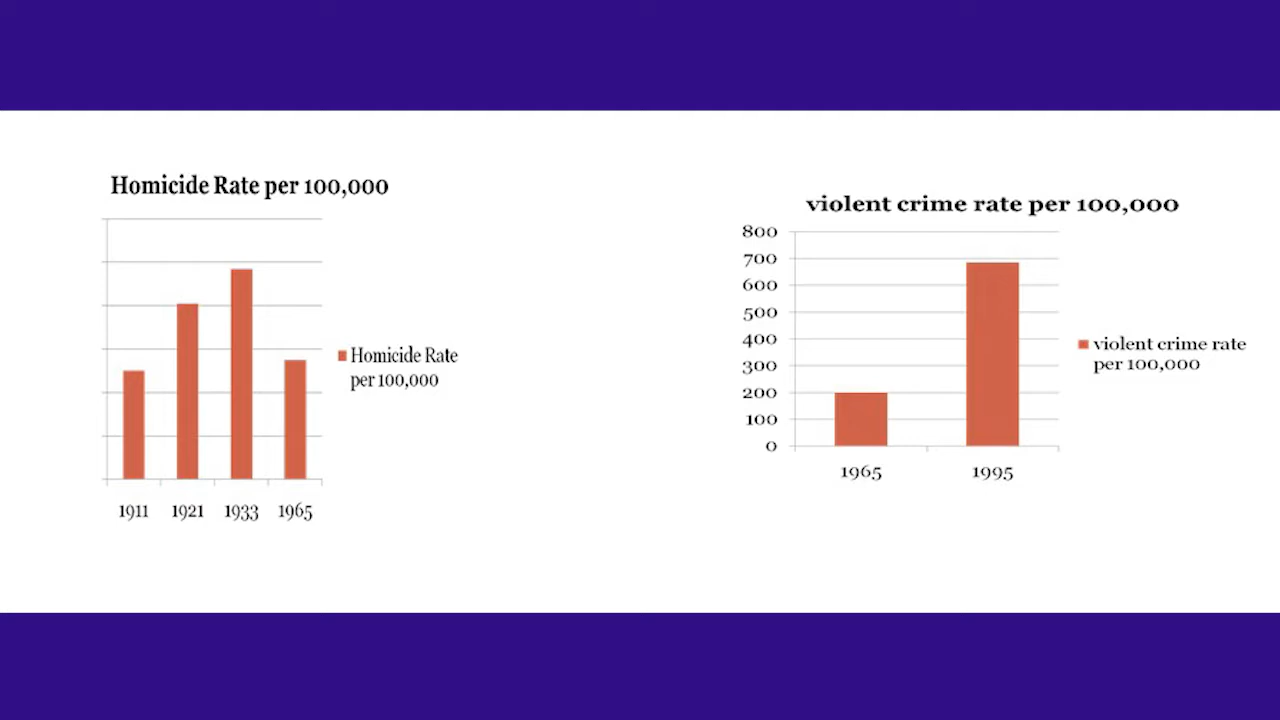 Homicide Rate per 100,000
Homicide Rate
per 100,000
1911 1921 1933 1965
violent crime rate per 100,000
800
700
600
500
400
300
200
100
0
violent crime rate
per 100,000
1965 1995